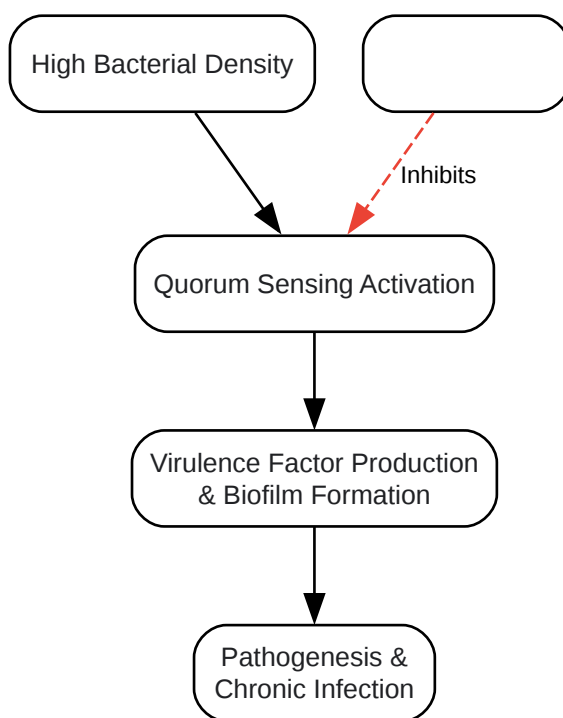 High Bacterial Density
Inhibits
Quorum Sensing Activation
Virulence Factor Production
& Biofilm Formation
Pathogenesis &
Chronic Infection